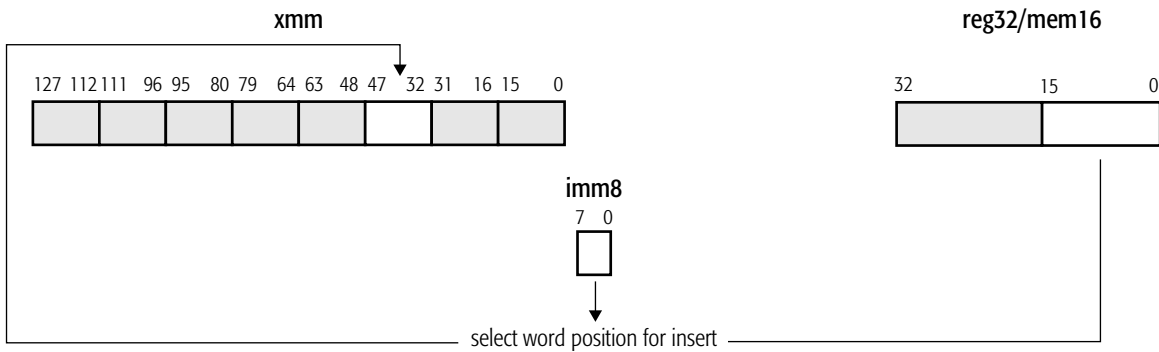 xmm reg32/mem16
127 112 111 96 95 80 79 64 63 48 47 32 31 16 15 0 32 15 0
imm8
7 0
select word position for insert